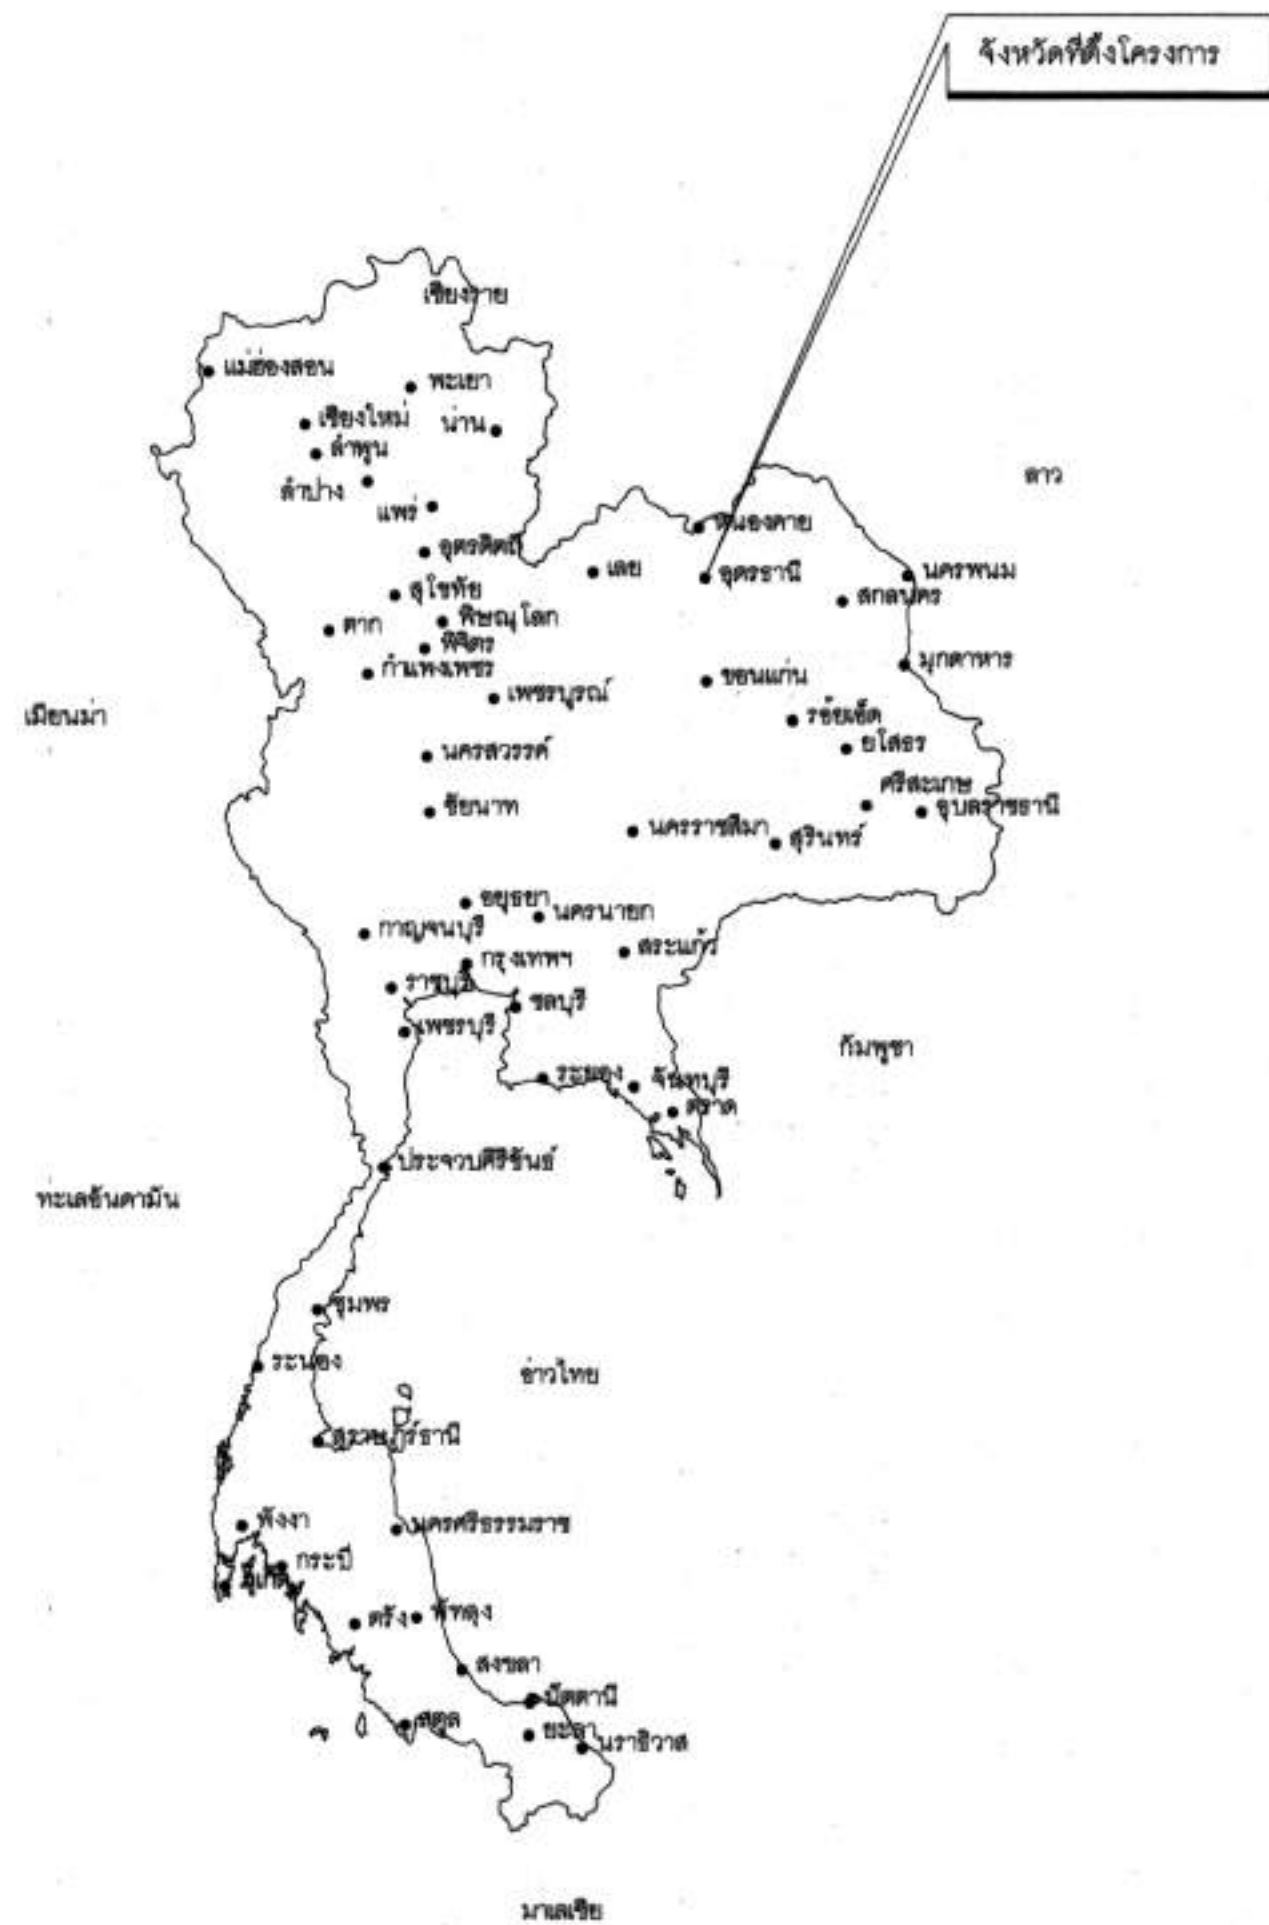 จังหวัดที่ตั้งโครงการ
เชียงราย
แม่ฮ่องสอน
พะเยา
เชียงใหม่
น่าน
ลำพูน
ลำปาง
ลาว
แพร่
หนองคาย
อุตรดิตถ์
เลย
อุดรธานี
นครพนม
สุโขทัย
สกลนคร
พิษณุโลก
ตาก
พิจิตร
มุกดาหาร
กำแพงเพชร
ขอนแก่น
เพชรบูรณ์
เมียนม่า
ร้อยเอ็ด
ยโสธร
นครสวรรค์
ศรีสะเกษ
ชัยนาท
อุบลราชธานี
นครราชสีมา
สุรินทร์
อยุธยา
นครนายก
กาญจนบุรี
สระแก้ว
กรุงเทพฯ
ราชบุรี
ชลบุรี
เพชรบุรี
กัมพูชา
ระยอง
จันทบุรี
ตราด
ประจวบคิริขันธ์
ทะเลอันดามัน
ชุมพร
ระนอง
อ่าวไทย
สุราษฎร์ธานี
พังงา
นครศรีธรรมราช
กระบี่
ภูเก็ต
ตรัง
พัทลุง
สงขลา
ปัตตานี
สตูล
ยะลา
นราธิวาส
มาเลเซีย